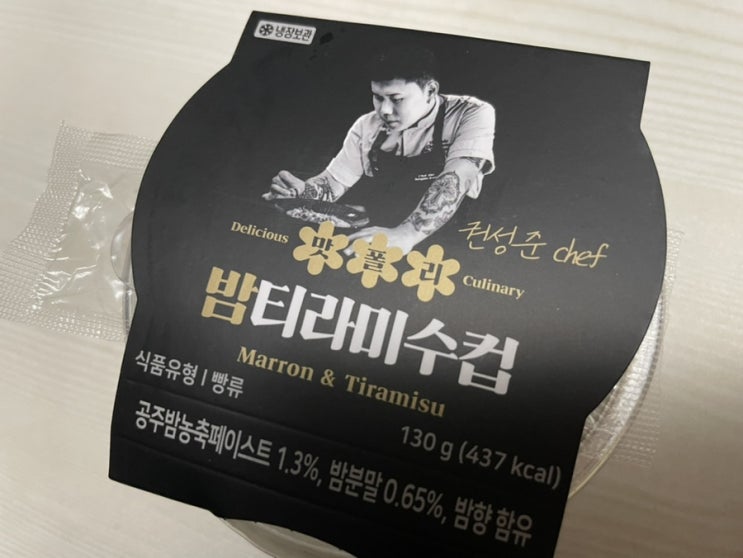 냉장보관
Delicious
맛폴리
Culinary
권성준 chef
밤티라미수컵
Marron & Tiramisu
식품유형 | 빵류
130 g (437 kcal)
공주밤농축페이스트 1.3%, 밤분말 0.65%, 밤향 함유